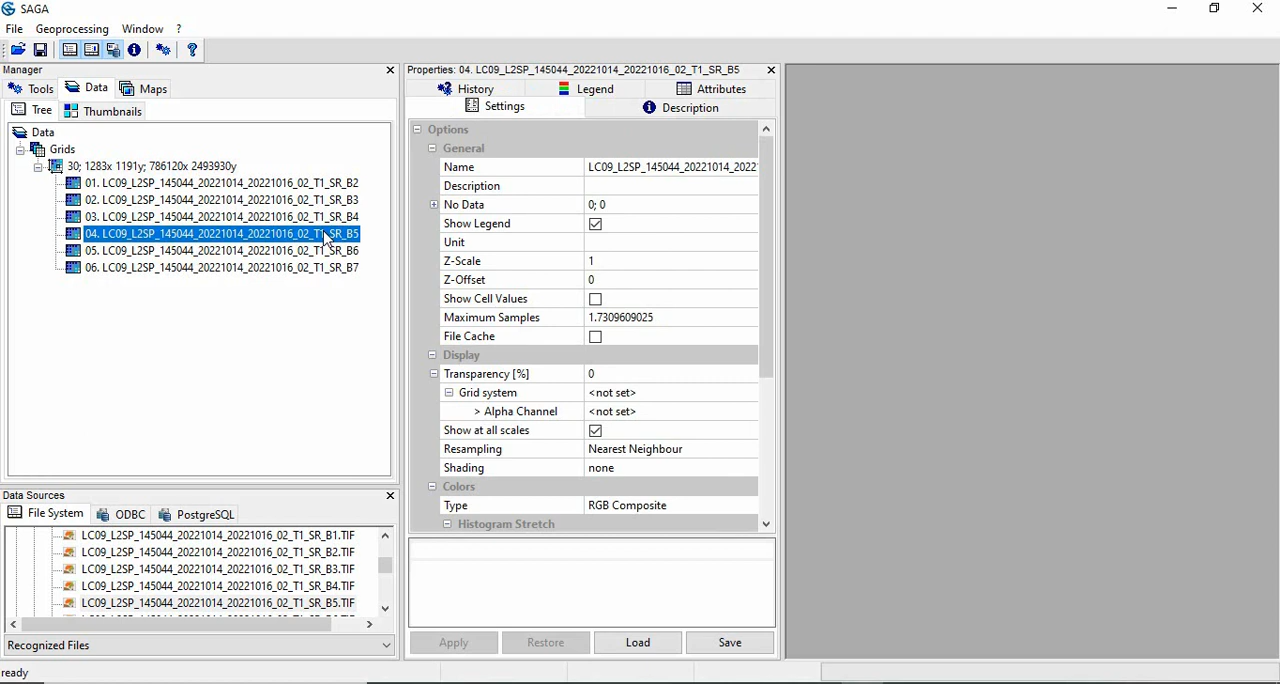 SAGA
File Geoprocessing Window ?
Manager
Tools Data Maps
Tree Thumbnails
Data
Grids
30; 1283x 1191y; 786120x 2493930y
01. LC09_L2SP_145044_20221014_20221016_02_T1_SR_B2
02. LC09_L2SP_145044_20221014_20221016_02_T1_SR_B3
03. LC09_L2SP_145044_20221014_20221016_02_T1_SR_B4
04. LC09_L2SP_145044_20221014_20221016_02_T1_SR_B5
05. LC09_L2SP_145044_20221014_20221016_02_T1_SR_B6
06. LC09_L2SP_145044_20221014_20221016_02_T1_SR_B7
Data Sources
File System ODBC PostgreSQL
LC09_L2SP_145044_20221014_20221016_02_T1_SR_B1.TIF
LC09_L2SP_145044_20221014_20221016_02_T1_SR_B2.TIF
LC09_L2SP_145044_20221014_20221016_02_T1_SR_B3.TIF
LC09_L2SP_145044_20221014_20221016_02_T1_SR_B4.TIF
LC09_L2SP_145044_20221014_20221016_02_T1_SR_B5.TIF
Recognized Files
ready
Properties: 04. LC09_L2SP_145044_20221014_20221016_02_T1_SR_B5
History Legend Attributes
Settings Description
Options
General
Name LC09_L2SP_145044_20221014_20221016_02_T1
Description
No Data 0; 0
Show Legend
Unit
Z-Scale 1
Z-Offset 0
Show Cell Values
Maximum Samples 1.7309609025
File Cache
Display
Transparency [%] 0
Grid system <not set>
> Alpha Channel <not set>
Show at all scales
Resampling Nearest Neighbour
Shading none
Colors
Type RGB Composite
Histogram Stretch
Apply Restore Load Save